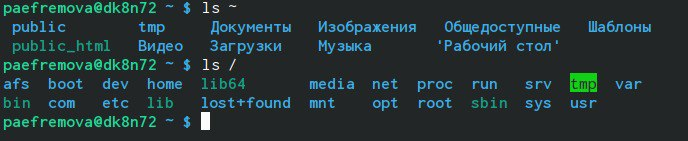 paefremova@dk8n72 ~ $ ls ~
public tmp Документы Изображения Общедоступные Шаблоны
public_html Видео Загрузки Музыка 'Рабочий стол'
paefremova@dk8n72 ~ $ ls /
afs boot dev home lib64 media net proc run srv tmp var
bin com etc lib lost+found mnt opt root sbin sys usr
paefremova@dk8n72 ~ $